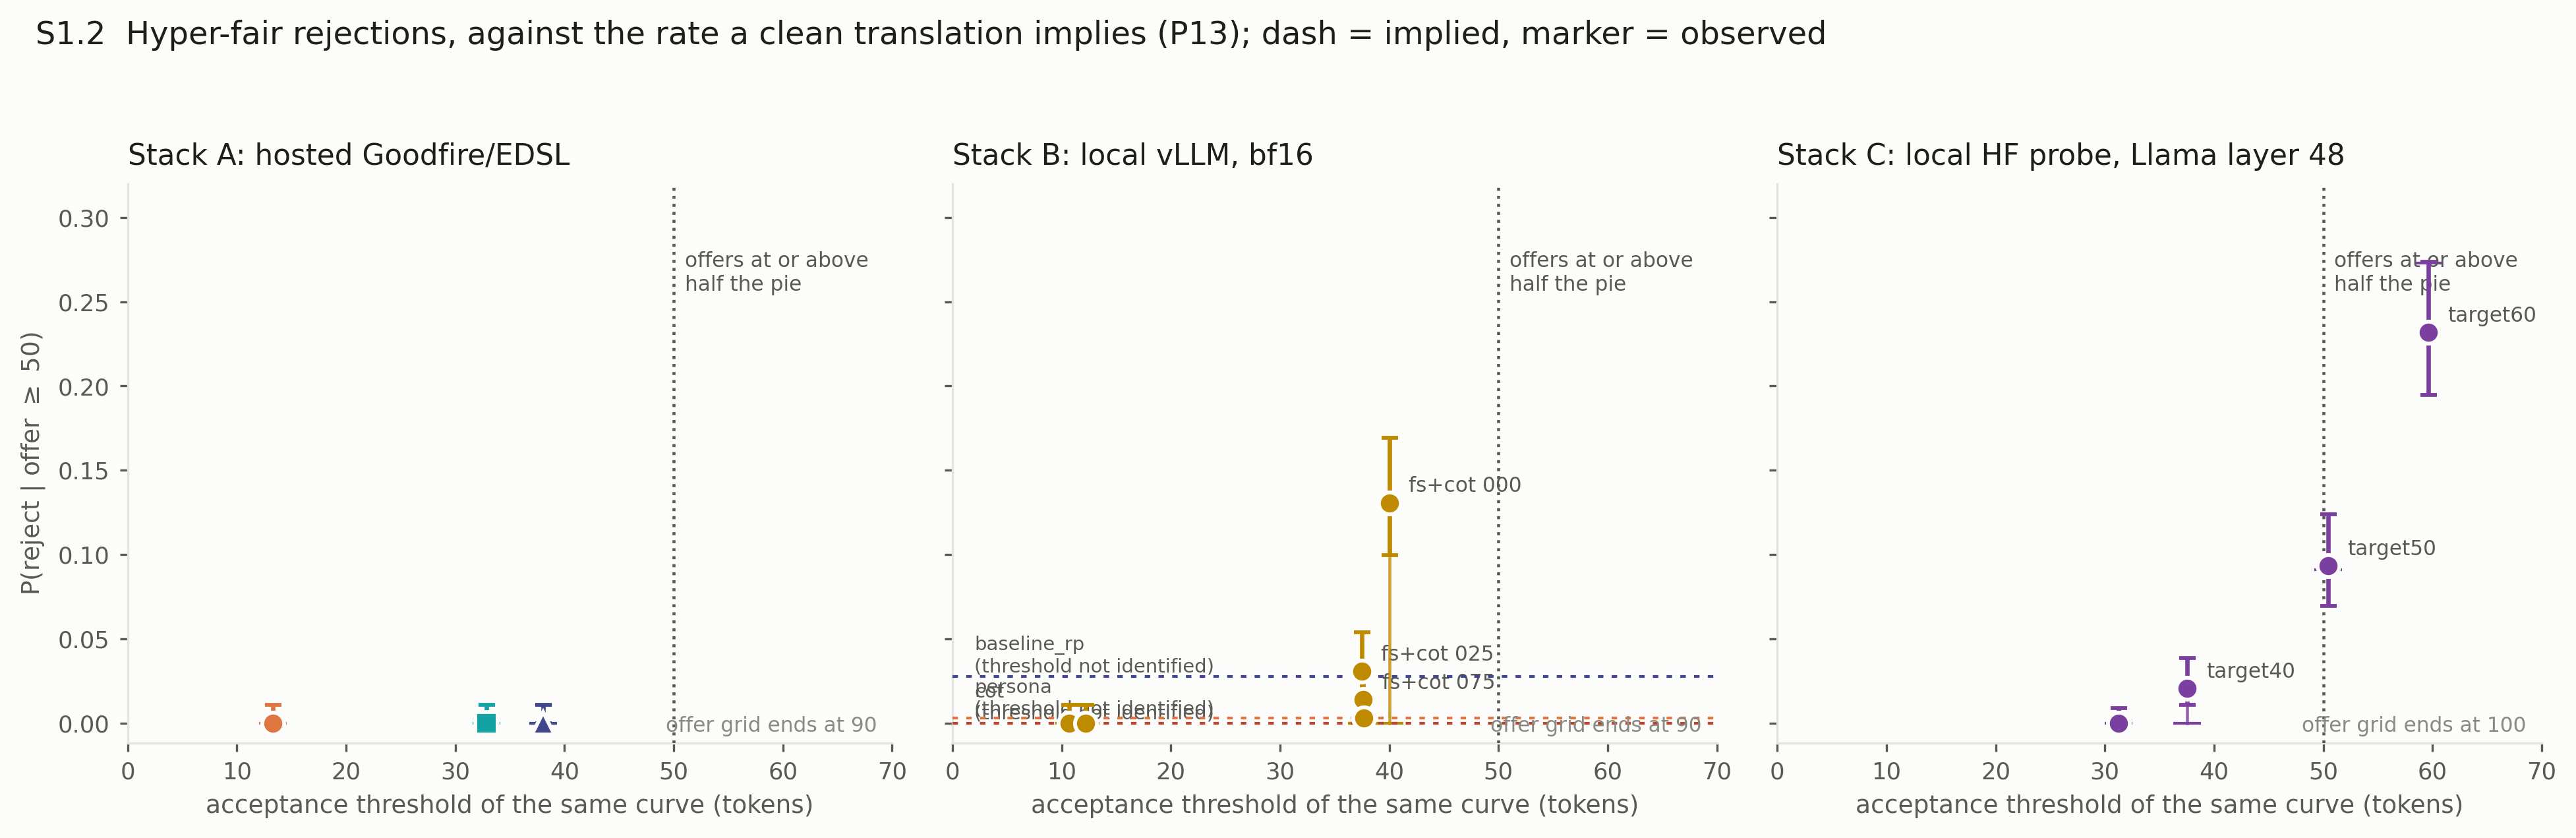 S1.2  Hyper-fair rejections, against the rate a clean translation implies (P13); dash = implied, marker = observed
Stack A: hosted Goodfire/EDSL
P(reject | offer ≥ 50)
0.30
0.25
0.20
0.15
0.10
0.05
0.00
offers at or above
half the pie
offer grid ends at 90
0 10 20 30 40 50 60 70
acceptance threshold of the same curve (tokens)
Stack B: local vLLM, bf16
offers at or above
half the pie
fs+cot 000
fs+cot 025
fs+cot 075
baseline_rp
(threshold not identified)
persona
(threshold not identified)
cot
(threshold not identified)
offer grid ends at 90
0 10 20 30 40 50 60 70
acceptance threshold of the same curve (tokens)
Stack C: local HF probe, Llama layer 48
offers at or above
half the pie
target60
target50
target40
offer grid ends at 100
0 10 20 30 40 50 60 70
acceptance threshold of the same curve (tokens)